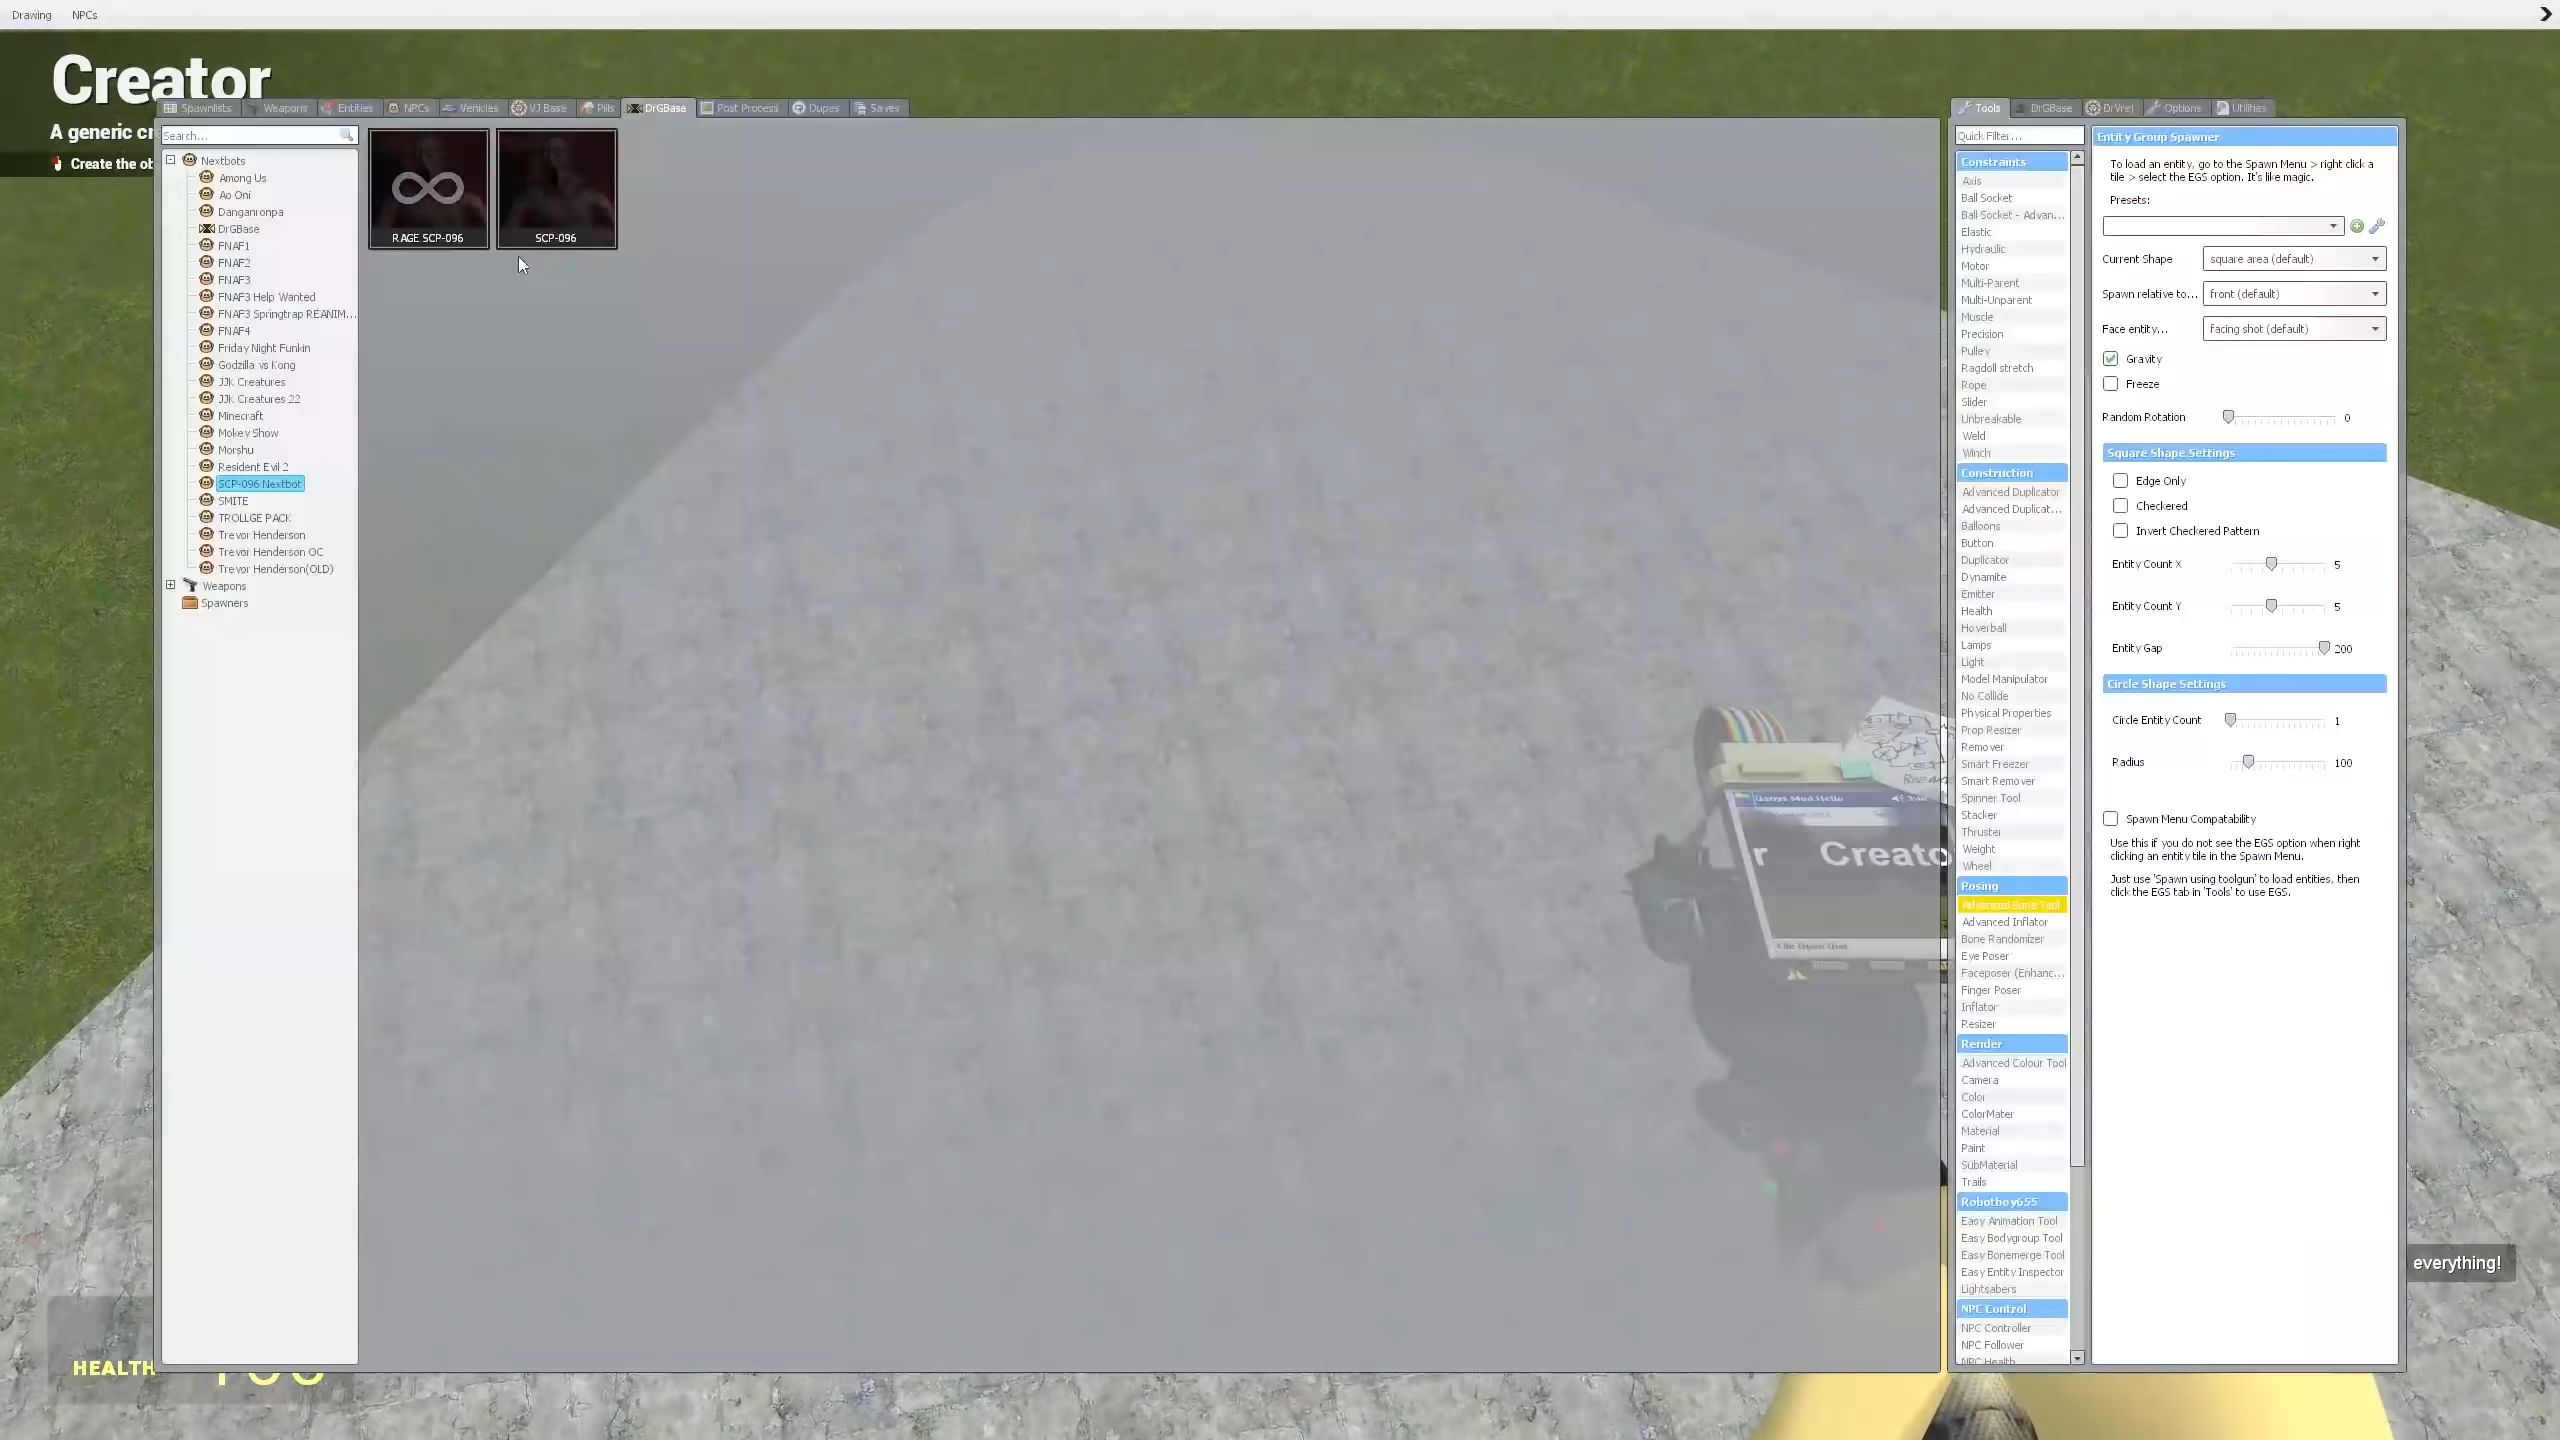 Drawing NPCs
Creator
A generic cr
Create the ob
Spawnlists Weapons Entities NPCs Vehicles VJ Base Pills DrGBase Post Process Dupes Saves
Search...
Nextbots
Among Us
Ao Oni
Danganronpa
DrGBase
FNAF1
FNAF2
FNAF3
FNAF3 Help Wanted
FNAF3 Springtrap REANIM...
FNAF4
Friday Night Funkin
Godzilla vs Kong
JJK Creatures
JJK Creatures 22
Minecraft
Mokey Show
Morshu
Resident Evil 2
SCP-096 Nextbot
SMITE
TROLLGE PACK
Trevor Henderson
Trevor Henderson OC
Trevor Henderson(OLD)
Weapons
Spawners
RAGE SCP-096 SCP-096
r Creato
HEALTH
Tools DrGBase DrVrej Options Utilities
Quick Filter...
Constraints
Axis
Ball Socket
Ball Socket - Advan...
Elastic
Hydraulic
Motor
Multi-Parent
Multi-Unparent
Muscle
Precision
Pulley
Ragdoll stretch
Rope
Slider
Unbreakable
Weld
Winch
Construction
Advanced Duplicator
Advanced Duplicat...
Balloons
Button
Duplicator
Dynamite
Emitter
Health
Hoverball
Lamps
Light
Model Manipulator
No Collide
Physical Properties
Prop Resizer
Remover
Smart Freezer
Smart Remover
Spinner Tool
Stacker
Thruster
Weight
Wheel
Posing
Advanced Bone Tool
Advanced Inflator
Bone Randomizer
Eye Poser
Faceposer (Enhanc...
Finger Poser
Inflator
Resizer
Render
Advanced Colour Tool
Camera
Color
ColorMater
Material
Paint
SubMaterial
Trails
Robotboy655
Easy Animation Tool
Easy Bodygroup Tool
Easy Bonemerge Tool
Easy Entity Inspector
Lightsabers
NPC Control
NPC Controller
NPC Follower
NPC Health
Entity Group Spawner
To load an entity, go to the Spawn Menu > right click a
tile > select the EGS option. It's like magic.
Presets:
Current Shape square area (default)
Spawn relative to... front (default)
Face entity... facing shot (default)
Gravity
Freeze
Random Rotation 0
Square Shape Settings
Edge Only
Checkered
Invert Checkered Pattern
Entity Count X 5
Entity Count Y 5
Entity Gap 200
Circle Shape Settings
Circle Entity Count 1
Radius 100
Spawn Menu Compatability
Use this if you do not see the EGS option when right
clicking an entity tile in the Spawn Menu.
Just use 'Spawn using toolgun' to load entities, then
click the EGS tab in 'Tools' to use EGS.
everything!